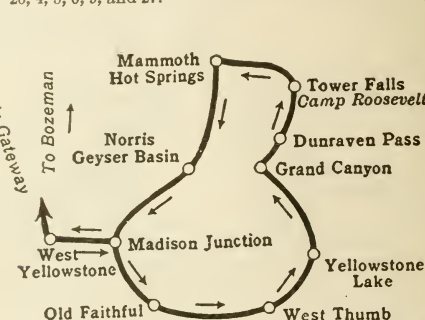 Mammoth
Hot Springs
Tower Falls
Camp Roosevelt
To Bozeman
Gateway
Norris
Geyser Basin
Dunraven Pass
Grand Canyon
Madison Junction
West
Yellowstone
Yellowstone
Lake
Old Faithful
West Thumb